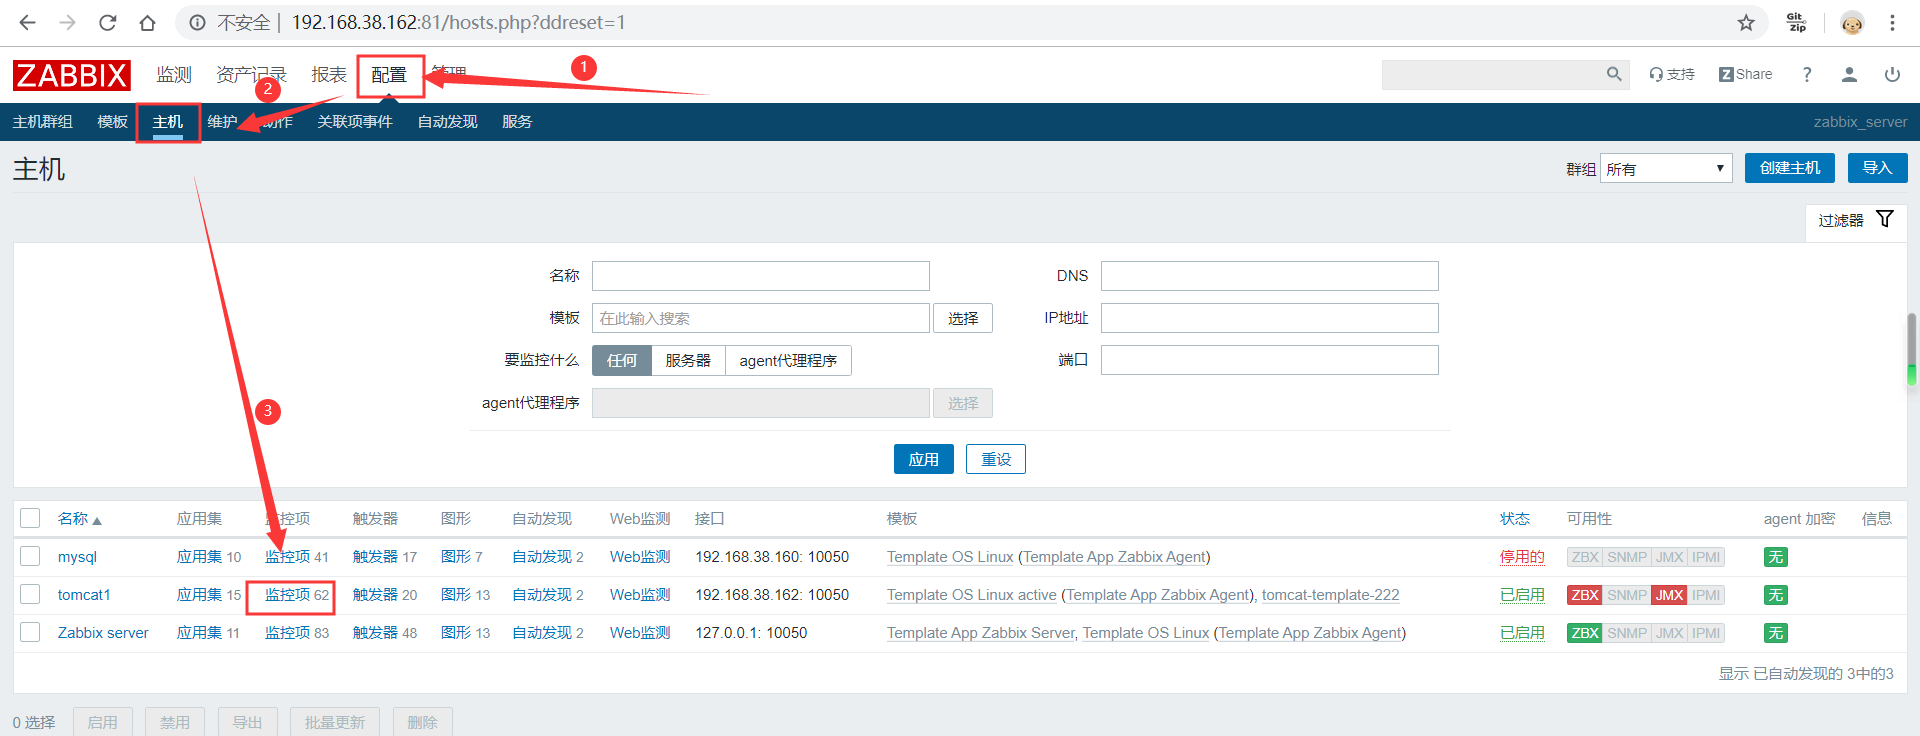 不安全 | 192.168.38.162:81/hosts.php?ddreset=1
Git Zip
ZABBIX 监测 资产记录 报表 配置 管理 1 支持 Z Share ?
2
主机群组 模板 主机 维护 动作 关联项事件 自动发现 服务 zabbix_server
主机 群组 所有 创建主机 导入
过滤器
名称 DNS
模板 在此输入搜索 选择 IP地址
要监控什么 任何 服务器 agent代理程序 端口
agent代理程序 选择
3
应用 重设
名称 应用集 监控项 触发器 图形 自动发现 Web监测 接口 模板 状态 可用性 agent 加密 信息
mysql 应用集 10 监控项 41 触发器 17 图形 7 自动发现 2 Web监测 192.168.38.160: 10050 Template OS Linux (Template App Zabbix Agent) 停用的 ZBX SNMP JMX IPMI 无
tomcat1 应用集 15 监控项 62 触发器 20 图形 13 自动发现 2 Web监测 192.168.38.162: 10050 Template OS Linux active (Template App Zabbix Agent), tomcat-template-222 已启用 ZBX SNMP JMX IPMI 无
Zabbix server 应用集 11 监控项 83 触发器 48 图形 13 自动发现 2 Web监测 127.0.0.1: 10050 Template App Zabbix Server, Template OS Linux (Template App Zabbix Agent) 已启用 ZBX SNMP JMX IPMI 无
显示 已自动发现的 3中的3
0 选择 启用 禁用 导出 批量更新 删除